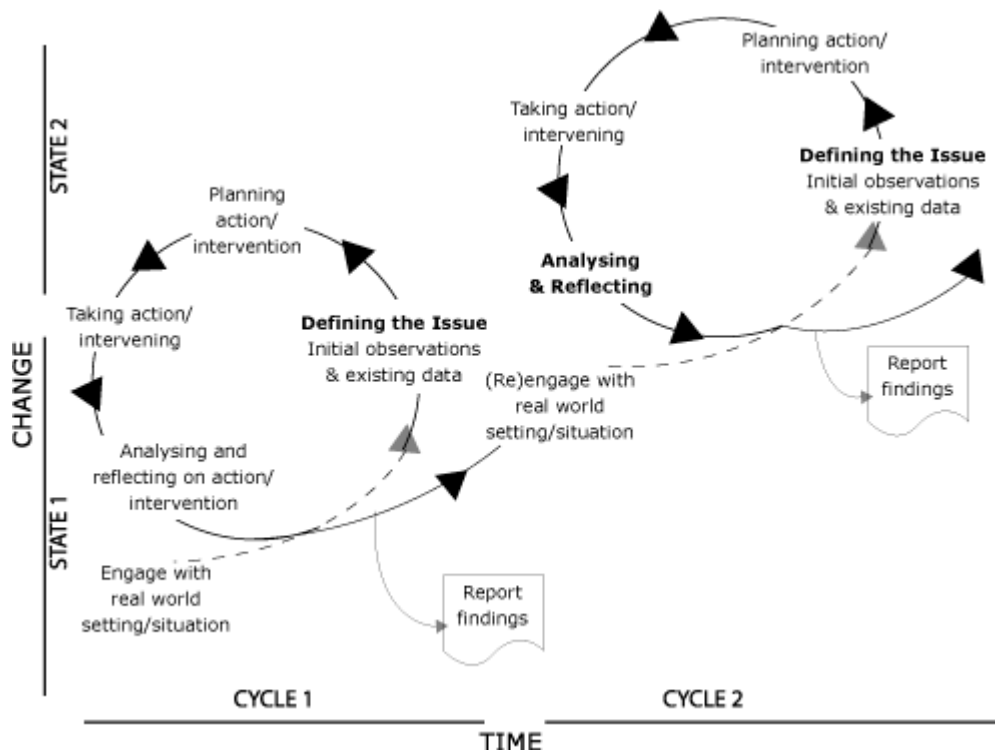 Planning action/
intervention
Taking action/
intervening
Defining the Issue
Initial observations
& existing data
Analysing
& Reflecting
(Re)engage with
real world
setting/situation
Report
findings
STATE 2
Planning
action/
intervention
Taking action/
intervening
Defining the Issue
Initial observations
& existing data
Analysing and
reflecting on action/
intervention
Engage with
real world
setting/situation
Report
findings
CHANGE
STATE 1
CYCLE 1
CYCLE 2
TIME